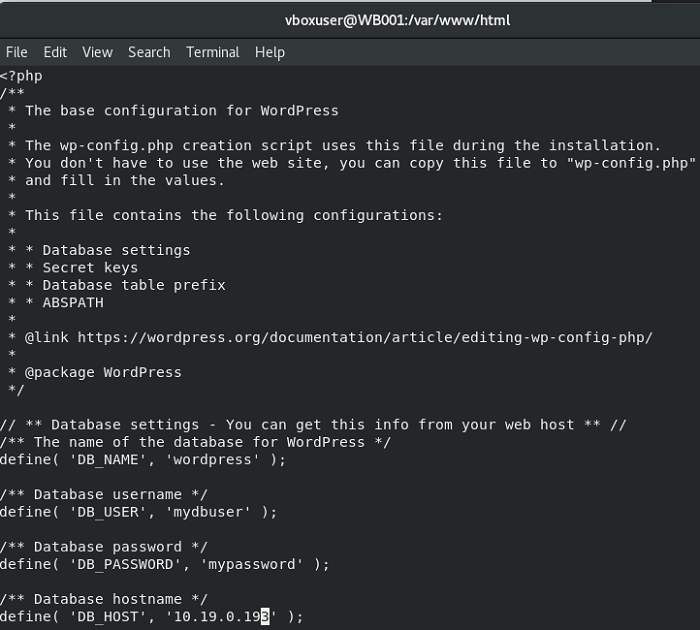 vboxuser@WB001:/var/www/html
File Edit View Search Terminal Help
<?php
/**
 * The base configuration for WordPress
 *
 * The wp-config.php creation script uses this file during the installation.
 * You don't have to use the web site, you can copy this file to "wp-config.php"
 * and fill in the values.
 *
 * This file contains the following configurations:
 *
 * * Database settings
 * * Secret keys
 * * Database table prefix
 * * ABSPATH
 *
 * @link https://wordpress.org/documentation/article/editing-wp-config-php/
 *
 * @package WordPress
 */
// ** Database settings - You can get this info from your web host ** //
/** The name of the database for WordPress */
define( 'DB_NAME', 'wordpress' );
/** Database username */
define( 'DB_USER', 'mydbuser' );
/** Database password */
define( 'DB_PASSWORD', 'mypassword' );
/** Database hostname */
define( 'DB_HOST', '10.19.0.193' );